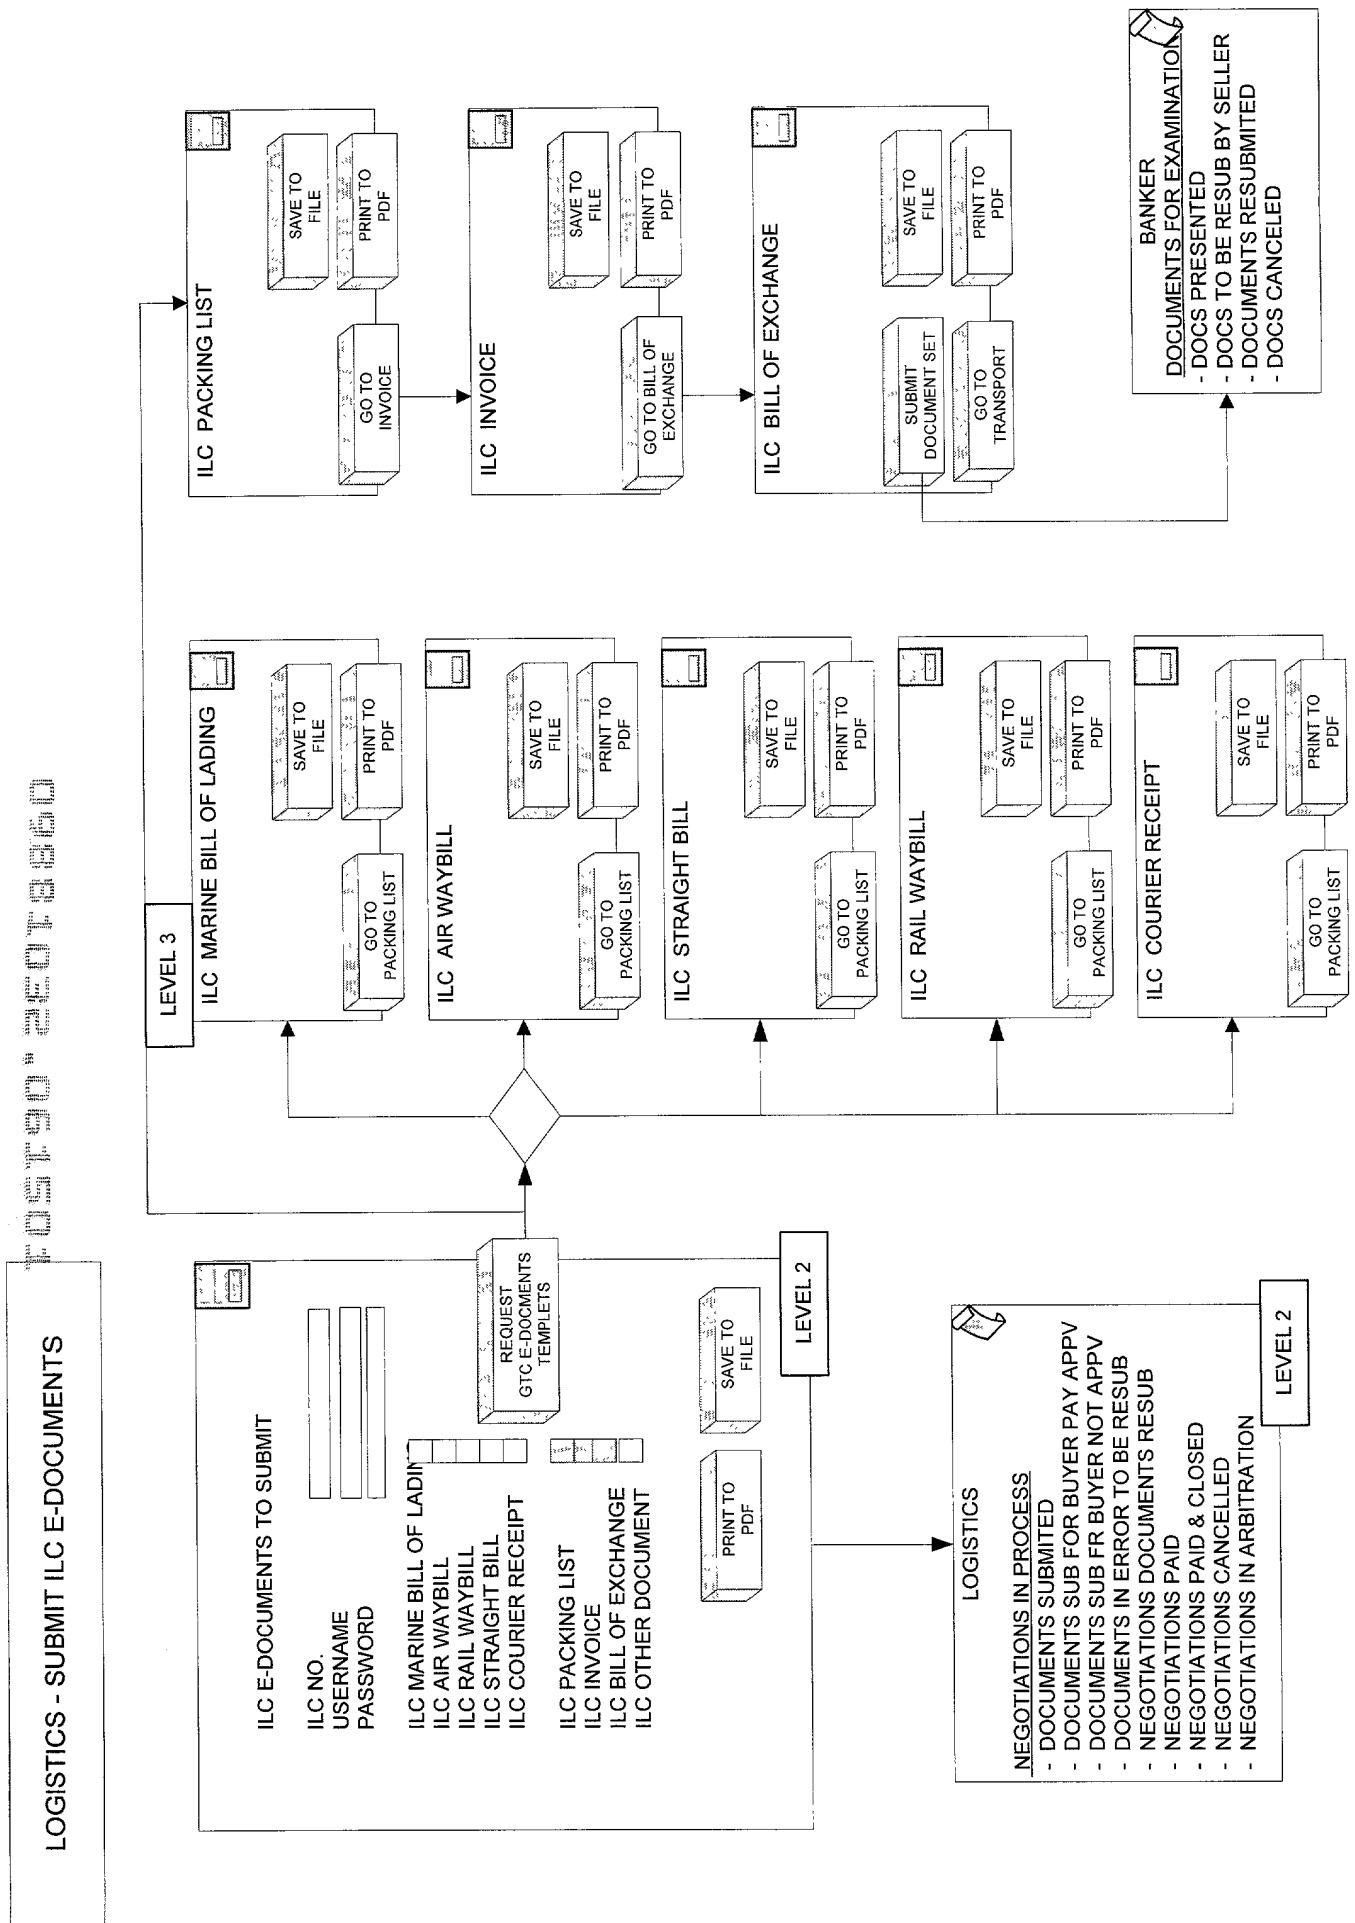 LOGISTICS - SUBMIT ILC E-DOCUMENTS
ILC E-DOCUMENTS TO SUBMIT
ILC NO.
USERNAME
PASSWORD
ILC MARINE BILL OF LADIN
ILC AIR WAYBILL
ILC RAIL WAYBILL
ILC STRAIGHT BILL
ILC COURIER RECEIPT
ILC PACKING LIST
ILC INVOICE
ILC BILL OF EXCHANGE
ILC OTHER DOCUMENT
REQUEST
GTC E-DOCMENTS
TEMPLETS
PRINT TO
PDF
SAVE TO
FILE
LEVEL 2
LOGISTICS
NEGOTIATIONS IN PROCESS
- DOCUMENTS SUBMITED
- DOCUMENTS SUB FOR BUYER PAY APPV
- DOCUMENTS SUB FR BUYER NOT APPV
- DOCUMENTS IN ERROR TO BE RESUB
- NEGOTIATIONS DOCUMENTS RESUB
- NEGOTIATIONS PAID
- NEGOTIATIONS PAID & CLOSED
- NEGOTIATIONS CANCELLED
- NEGOTIATIONS IN ARBITRATION
LEVEL 2
LEVEL 3
ILC MARINE BILL OF LADING
SAVE TO
FILE
GO TO
PACKING LIST
PRINT TO
PDF
ILC AIR WAYBILL
SAVE TO
FILE
GO TO
PACKING LIST
PRINT TO
PDF
ILC STRAIGHT BILL
SAVE TO
FILE
GO TO
PACKING LIST
PRINT TO
PDF
ILC RAIL WAYBILL
SAVE TO
FILE
GO TO
PACKING LIST
PRINT TO
PDF
ILC COURIER RECEIPT
SAVE TO
FILE
GO TO
PACKING LIST
PRINT TO
PDF
ILC PACKING LIST
SAVE TO
FILE
GO TO
INVOICE
PRINT TO
PDF
ILC INVOICE
SAVE TO
FILE
GO TO BILL OF
EXCHANGE
PRINT TO
PDF
ILC BILL OF EXCHANGE
SUBMIT
DOCUMENT SET
SAVE TO
FILE
GO TO
TRANSPORT
PRINT TO
PDF
BANKER
DOCUMENTS FOR EXAMINATION
- DOCS PRESENTED
- DOCS TO BE RESUB BY SELLER
- DOCUMENTS RESUBMITED
- DOCS CANCELED